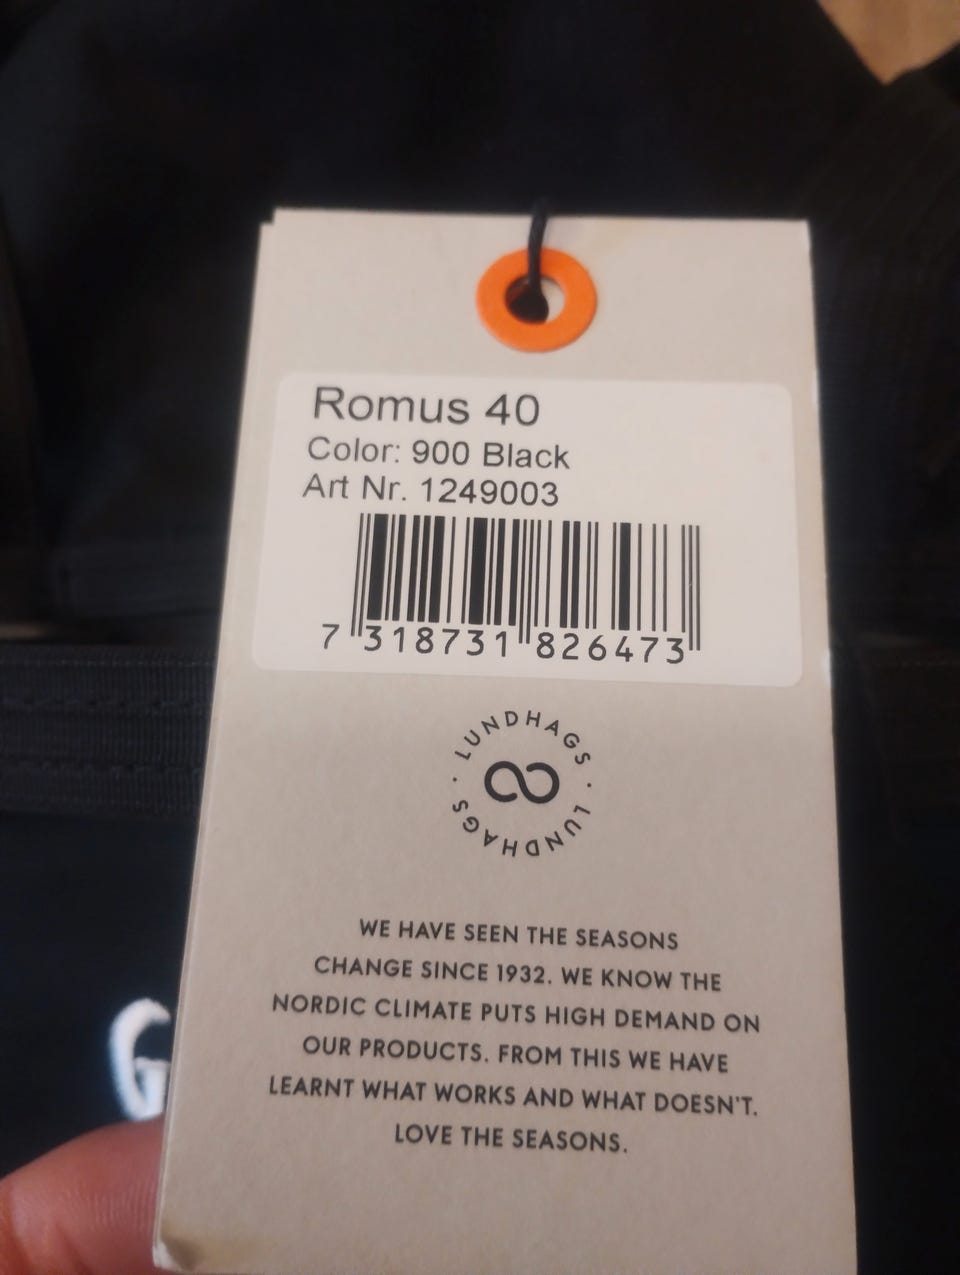 Romus 40
Color: 900 Black
Art Nr. 1249003
7 318731 826473
LUNDHAGS · LUNDHAGS ·
WE HAVE SEEN THE SEASONS
CHANGE SINCE 1932. WE KNOW THE
NORDIC CLIMATE PUTS HIGH DEMAND ON
OUR PRODUCTS. FROM THIS WE HAVE
LEARNT WHAT WORKS AND WHAT DOESN'T.
LOVE THE SEASONS.
G